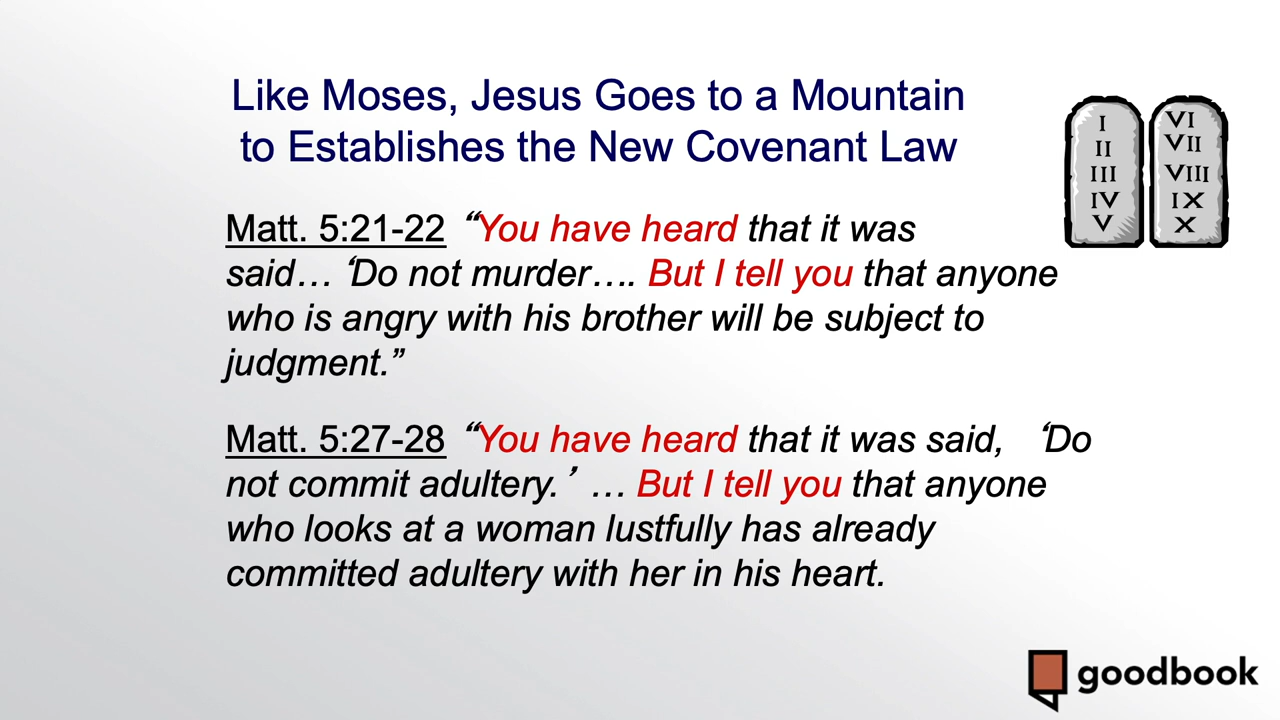 Like Moses, Jesus Goes to a Mountain
to Establishes the New Covenant Law
I
II
III
IV
V
VI
VII
VIII
IX
X
Matt. 5:21-22 “You have heard that it was
said… ‘Do not murder…. But I tell you that anyone
who is angry with his brother will be subject to
judgment.”
Matt. 5:27-28 “You have heard that it was said, ‘Do
not commit adultery.’ … But I tell you that anyone
who looks at a woman lustfully has already
committed adultery with her in his heart.
goodbook